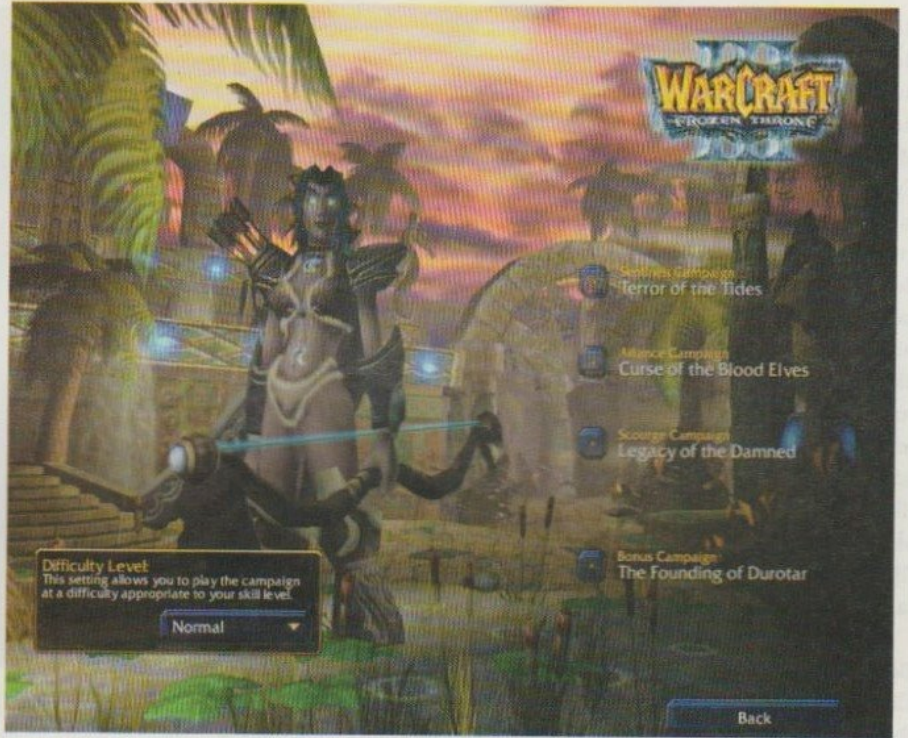 WARCRAFT
FROZEN THRONE
Sentinels Campaign
Terror of the Tides
Alliance Campaign
Curse of the Blood Elves
Scourge Campaign
Legacy of the Damned
Bonus Campaign
The Founding of Durotar
Difficulty Level:
This setting allows you to play the campaign
at a difficulty appropriate to your skill level.
Normal
Back